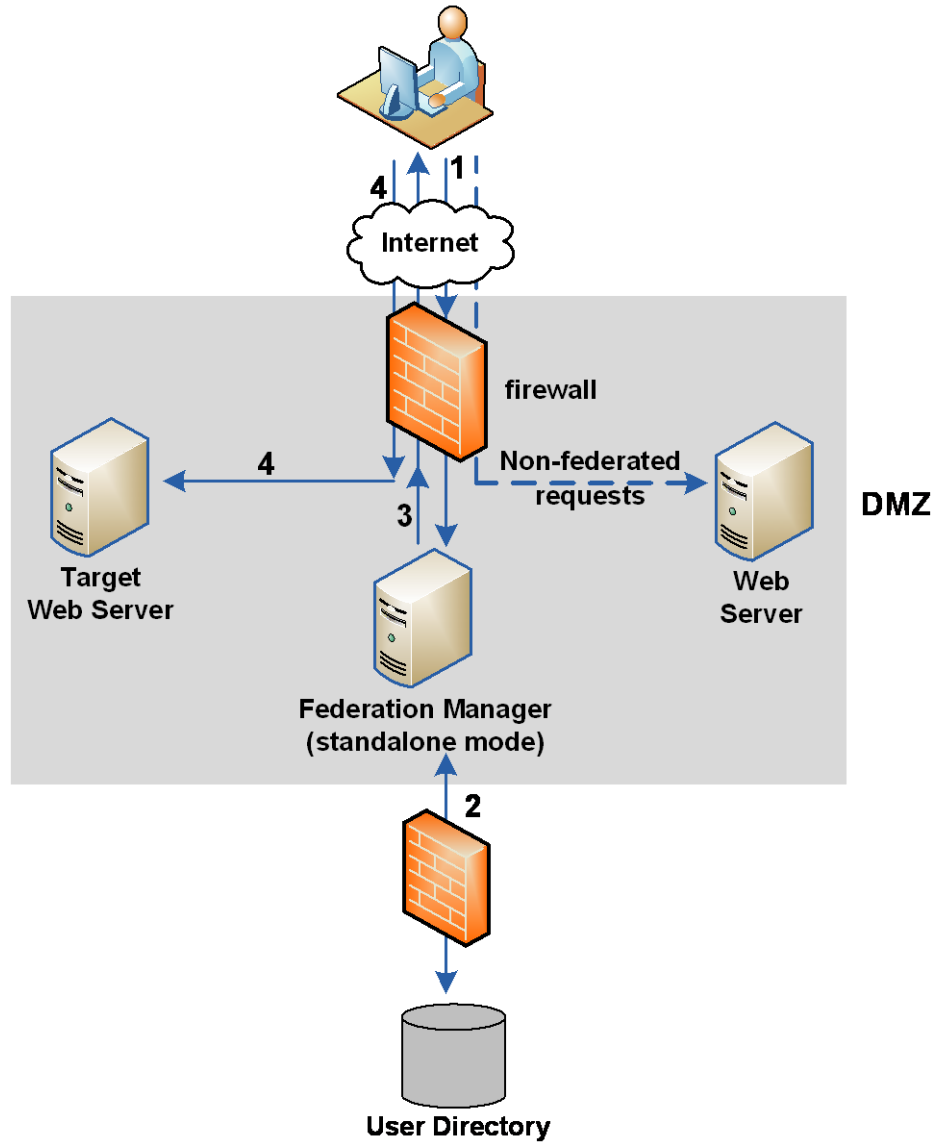 4
1
Internet
firewall
4
Non-federated
requests
DMZ
3
Target
Web Server
Web
Server
Federation Manager
(standalone mode)
2
User Directory